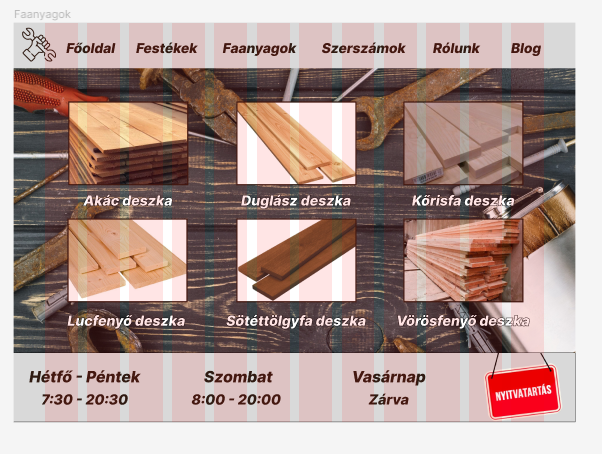 Faanyagok
Főoldal Festékek Faanyagok Szerszámok Rólunk Blog
Akác deszka Duglász deszka Kőrisfa deszka
Lucfenyő deszka Sötéttölgyfa deszka Vörösfenyő deszka
Hétfő - Péntek Szombat Vasárnap
7:30 - 20:30 8:00 - 20:00 Zárva
NYITVATARTÁS